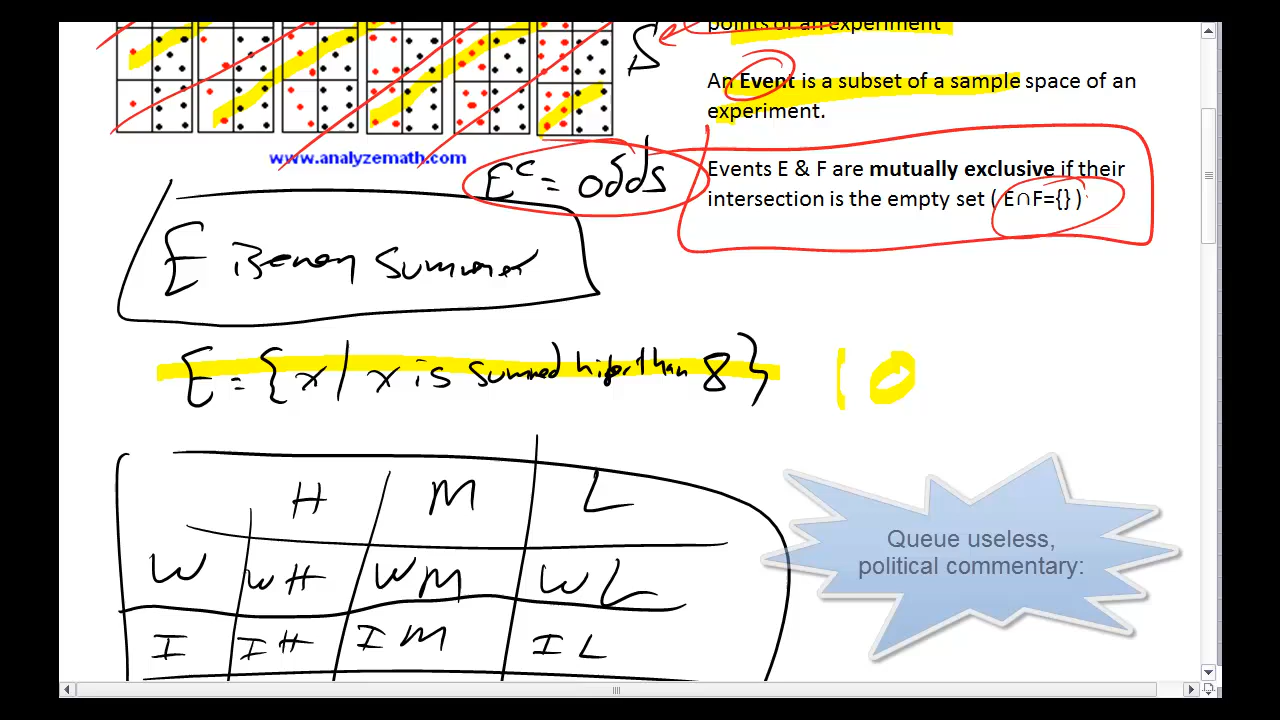 points of an experiment
S
An Event is a subset of a sample space of an
experiment.
www.analyzemath.com
E^c = odds
Events E & F are mutually exclusive if their
intersection is the empty set ( E∩F={} )
E Summer
E = {x | x is summed higher than 8}
10
H M L
W WH WM WL
I IH IM IL
Queue useless,
political commentary: